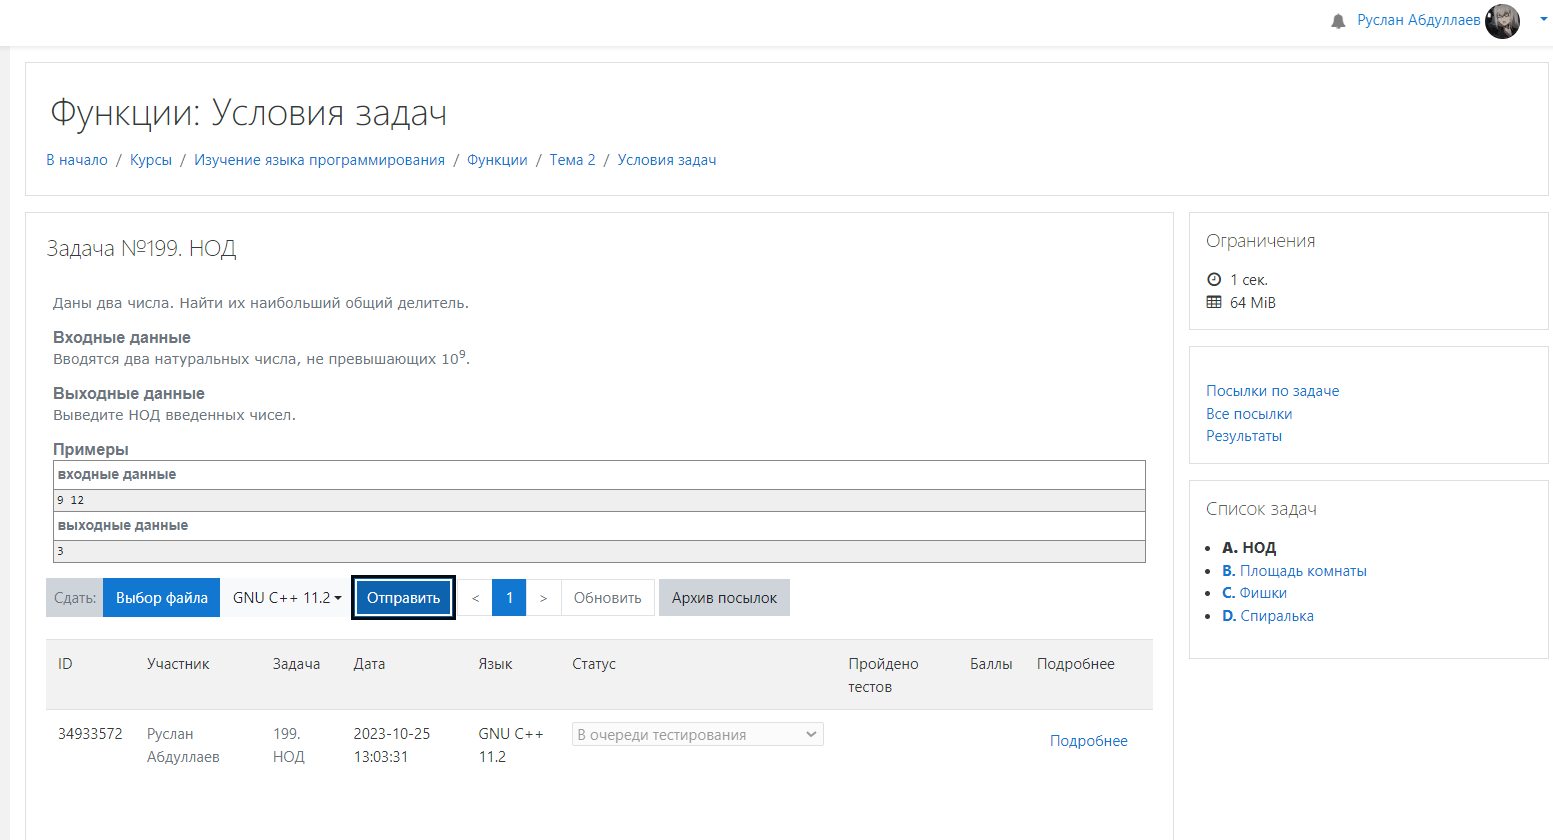 Руслан Абдуллаев
Функции: Условия задач
В начало / Курсы / Изучение языка программирования / Функции / Тема 2 / Условия задач
Задача №199. НОД
Даны два числа. Найти их наибольший общий делитель.
Входные данные
Вводятся два натуральных числа, не превышающих 10⁹.
Выходные данные
Выведите НОД введенных чисел.
Примеры
входные данные
9 12
выходные данные
3
Сдать: Выбор файла GNU C++ 11.2 Отправить < 1 > Обновить Архив посылок
ID Участник Задача Дата Язык Статус Пройдено тестов Баллы Подробнее
34933572 Руслан Абдуллаев 199. НОД 2023-10-25 13:03:31 GNU C++ 11.2 В очереди тестирования Подробнее
Ограничения
1 сек.
64 MiB
Посылки по задаче
Все посылки
Результаты
Список задач
A. НОД
B. Площадь комнаты
C. Фишки
D. Спиралька